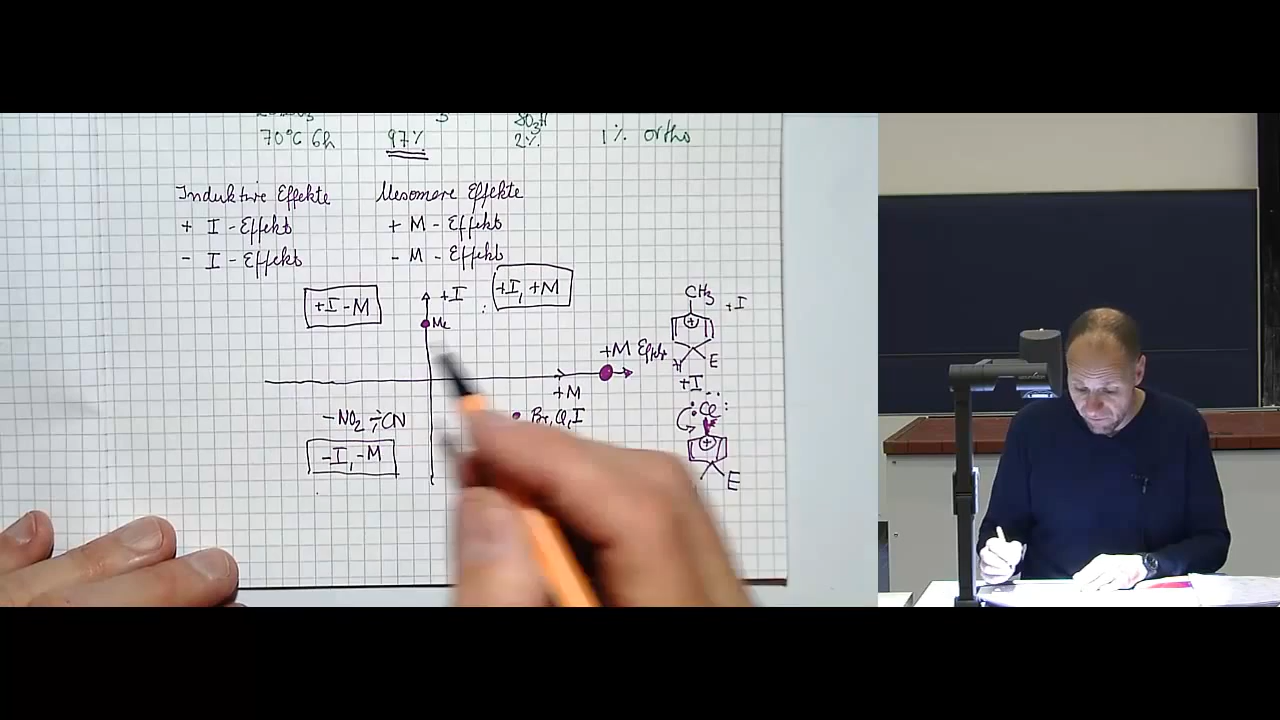 SO₃H
70°C 6h 97% 2% 1% ortho
Induktive Effekte Mesomere Effekte
+ I - Effekt + M - Effekt
- I - Effekt - M - Effekt
+I -M +I +I, +M CH₃ +I
Me
+M Effekt H E
+M +I
-NO₂ -CN Br, Cl, I Cl
-I, -M
E